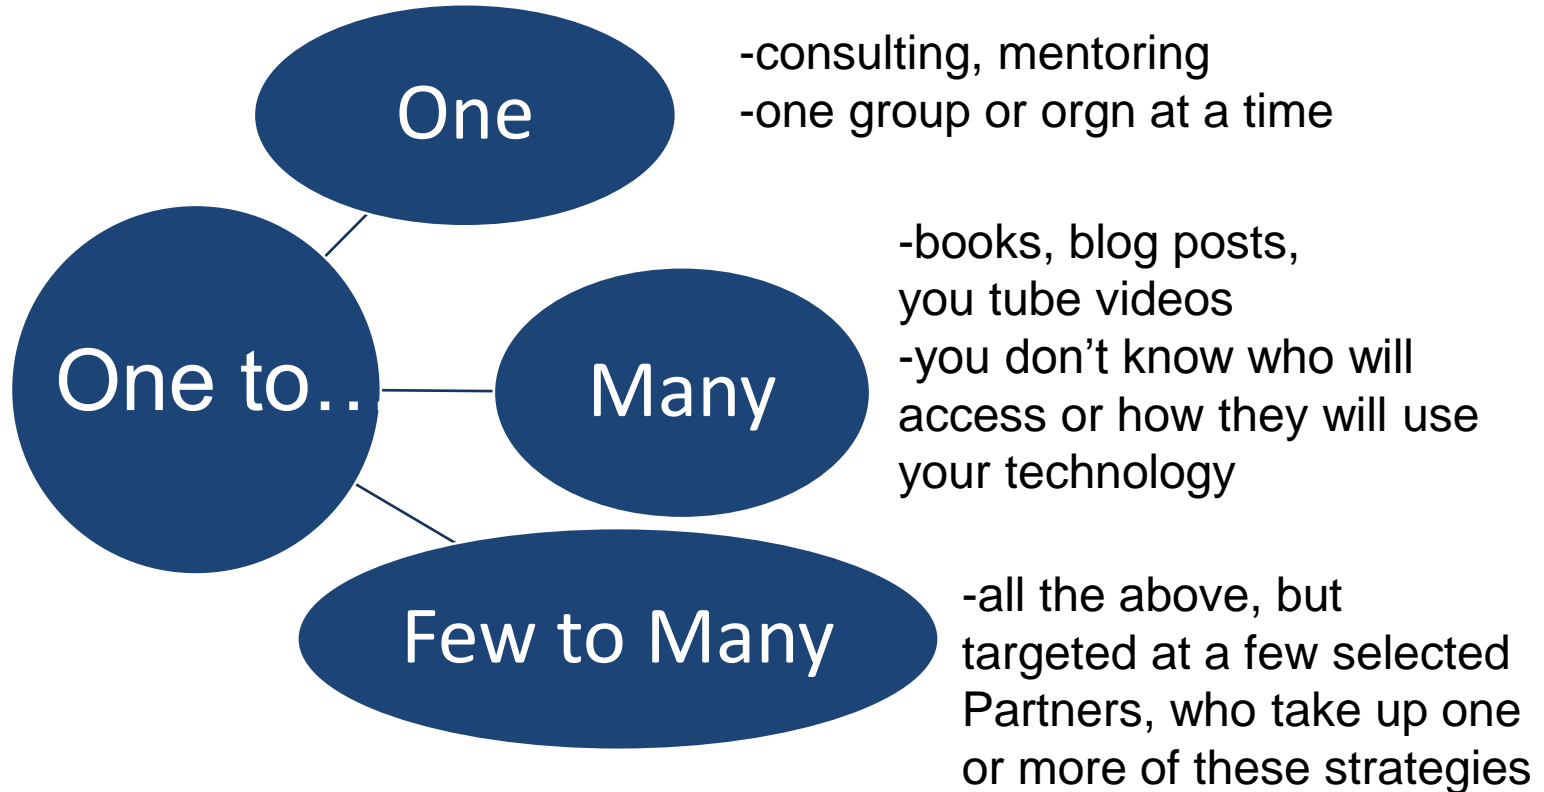 One
-consulting, mentoring
-one group or orgn at a time
One to…
Many
-books, blog posts,
you tube videos
-you don’t know who will
access or how they will use
your technology
Few to Many
-all the above, but
targeted at a few selected
Partners, who take up one
or more of these strategies